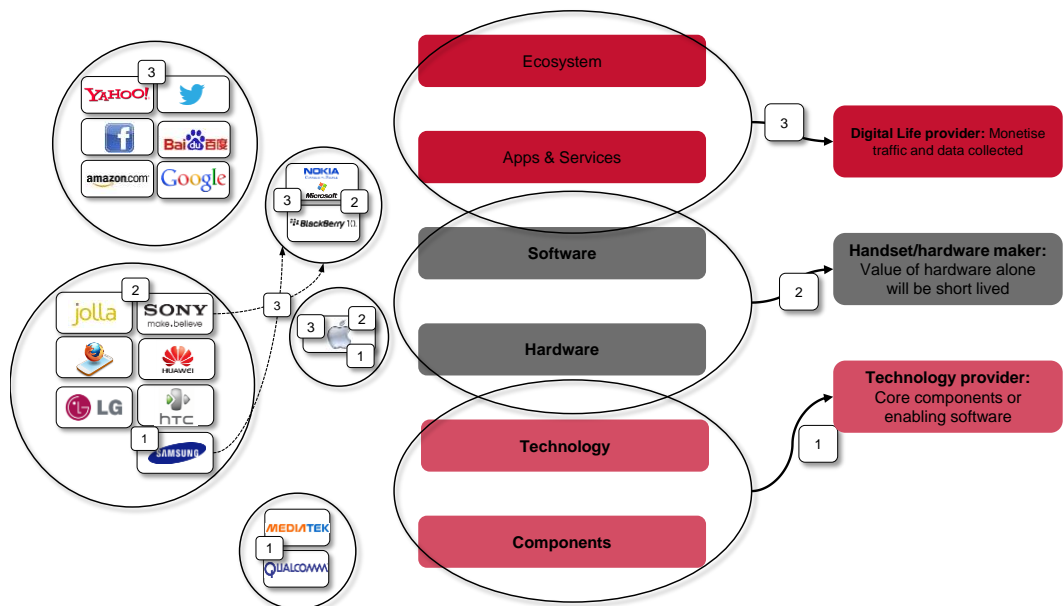 3
YAHOO!
Baidu百度
amazon.com
Google
NOKIA
Microsoft
3
2
BlackBerry 10
2
jolla
SONY
make.believe
HUAWEI
LG
hTC
1
SAMSUNG
3
3
2
1
MEDIATEK
1
QUALCOMM
Ecosystem
Apps & Services
Software
Hardware
Technology
Components
3
Digital Life provider: Monetise
traffic and data collected
2
Handset/hardware maker:
Value of hardware alone
will be short lived
1
Technology provider:
Core components or
enabling software